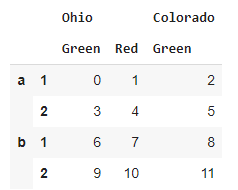 Ohio Colorado
Green Red Green
a 1 0 1 2
2 3 4 5
b 1 6 7 8
2 9 10 11